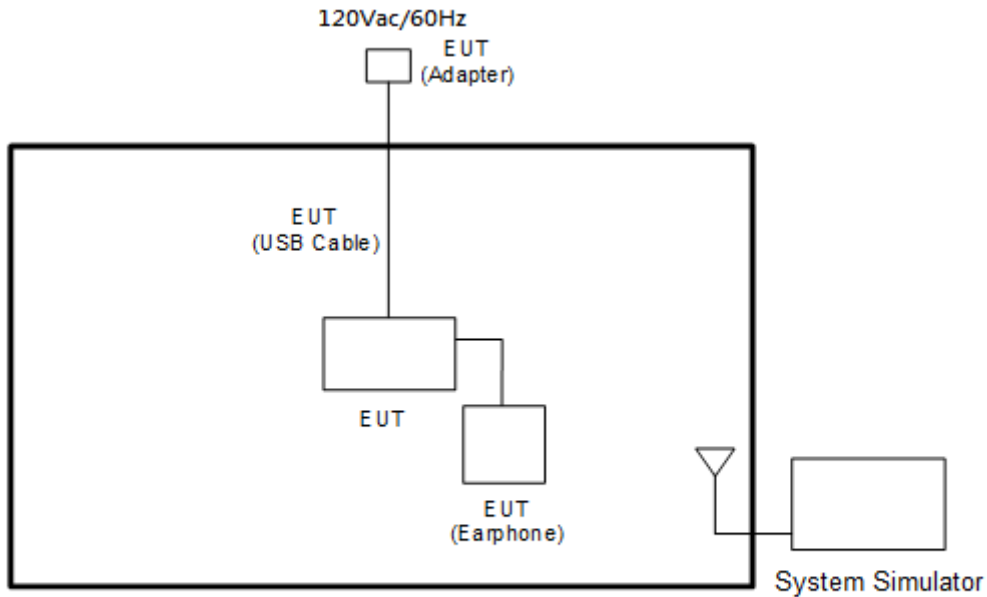 120Vac/60Hz
EUT
(Adapter)
EUT
(USB Cable)
EUT
EUT
(Earphone)
System Simulator